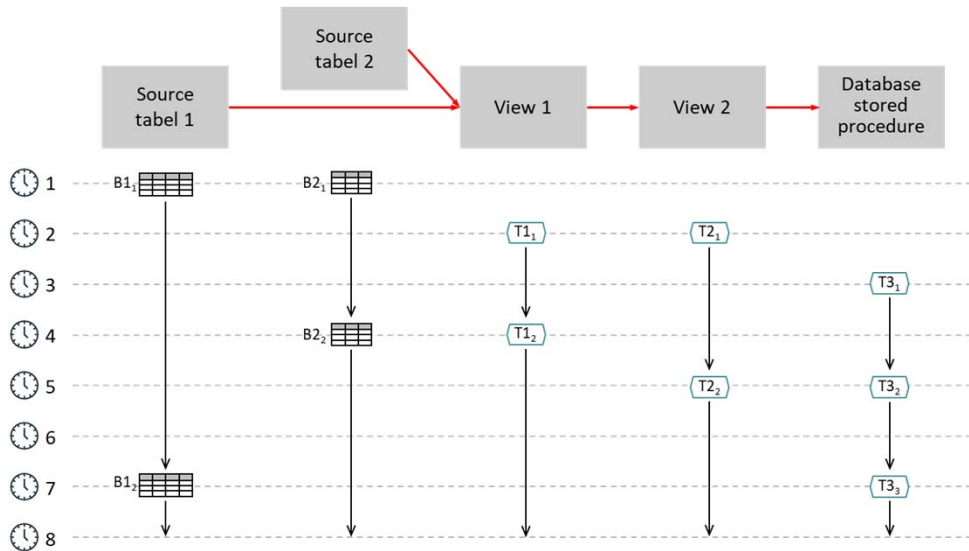 Source
tabel 2
Source
tabel 1
View 1
View 2
Database
stored
procedure
1
B1₁
B2₁
2
T1₁
T2₁
3
T3₁
4
B2₂
T1₂
5
T2₂
T3₂
6
7
B1₂
T3₃
8